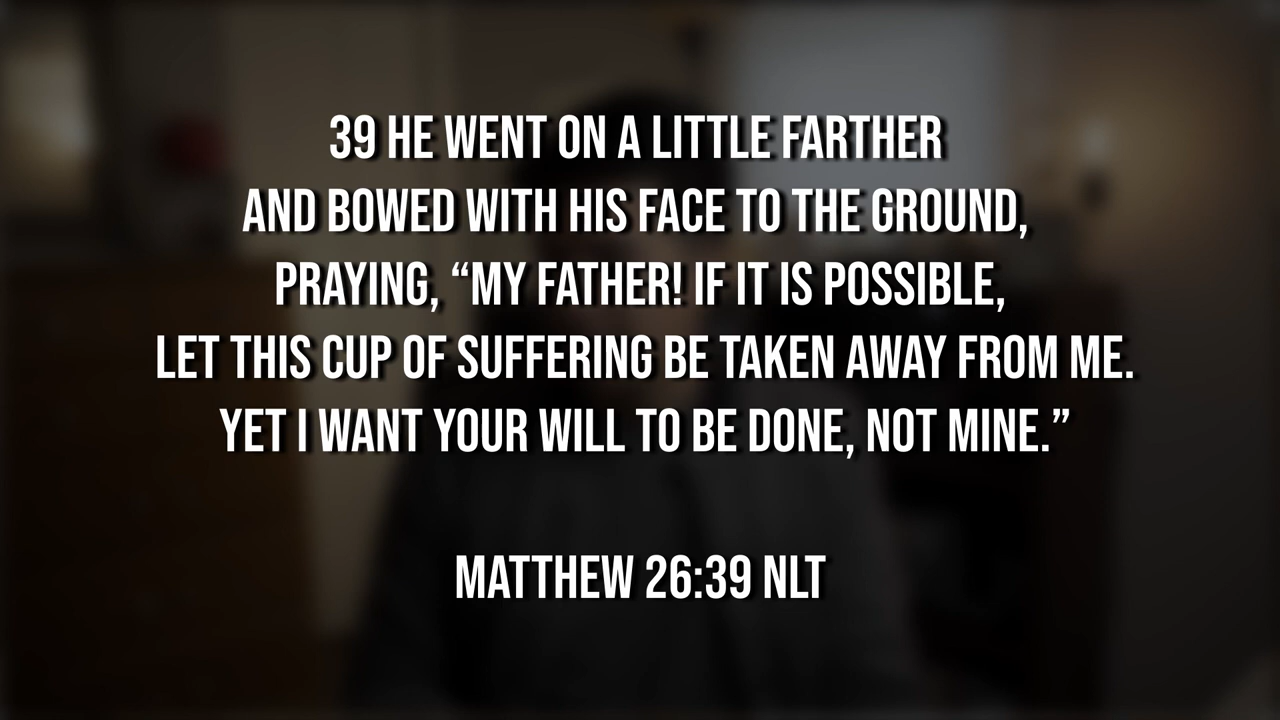 39 HE WENT ON A LITTLE FARTHER
AND BOWED WITH HIS FACE TO THE GROUND,
PRAYING, “MY FATHER! IF IT IS POSSIBLE,
LET THIS CUP OF SUFFERING BE TAKEN AWAY FROM ME.
YET I WANT YOUR WILL TO BE DONE, NOT MINE.”
MATTHEW 26:39 NLT